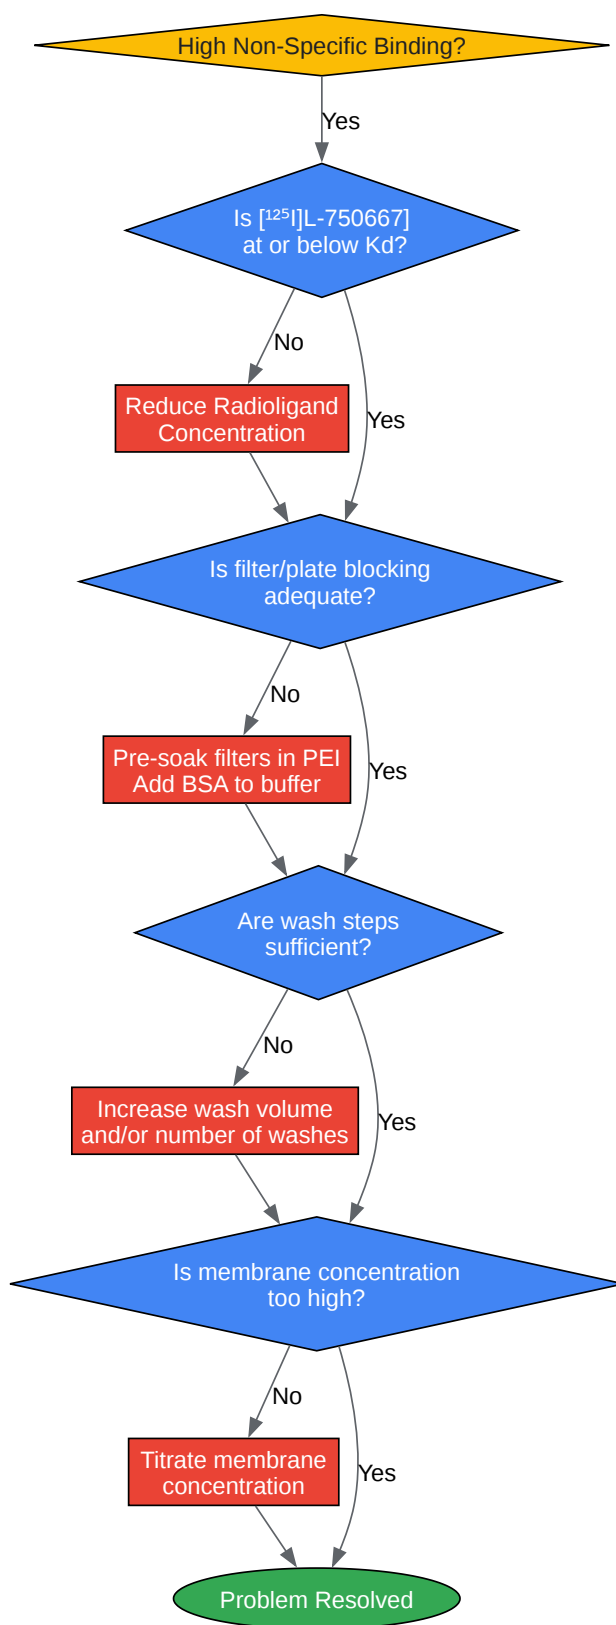 High Non-Specific Binding?
Yes
Is [¹²⁵I]L-750667]
at or below Kd?
No
Yes
Reduce Radioligand
Concentration
Is filter/plate blocking
adequate?
No
Yes
Pre-soak filters in PEI
Add BSA to buffer
Are wash steps
sufficient?
No
Yes
Increase wash volume
and/or number of washes
Is membrane concentration
too high?
No
Yes
Titrate membrane
concentration
Problem Resolved